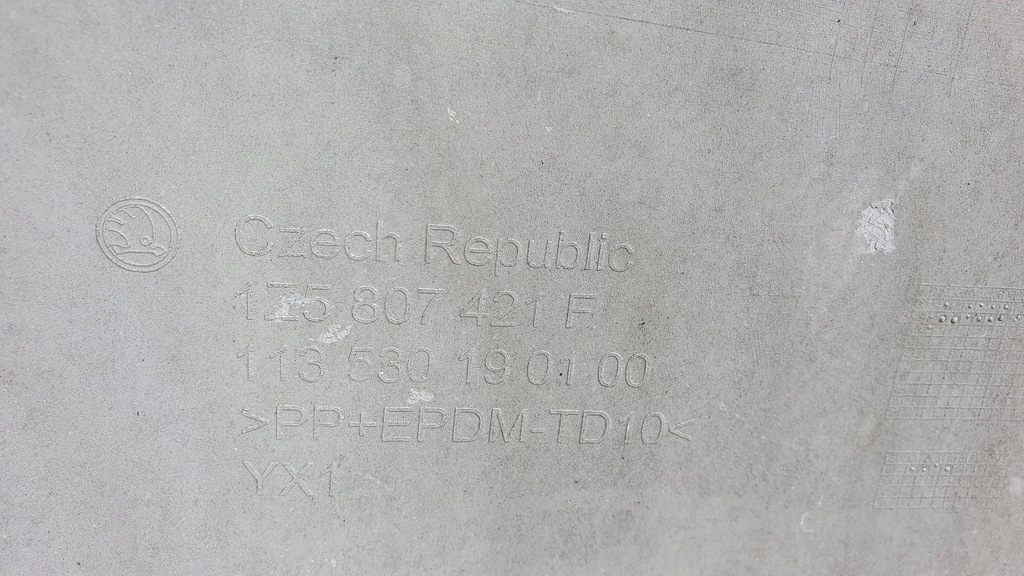 Czech Republic
1Z5 807 421 F
113 530 19 01 00
>PP+EPDM-TD10<
YX1